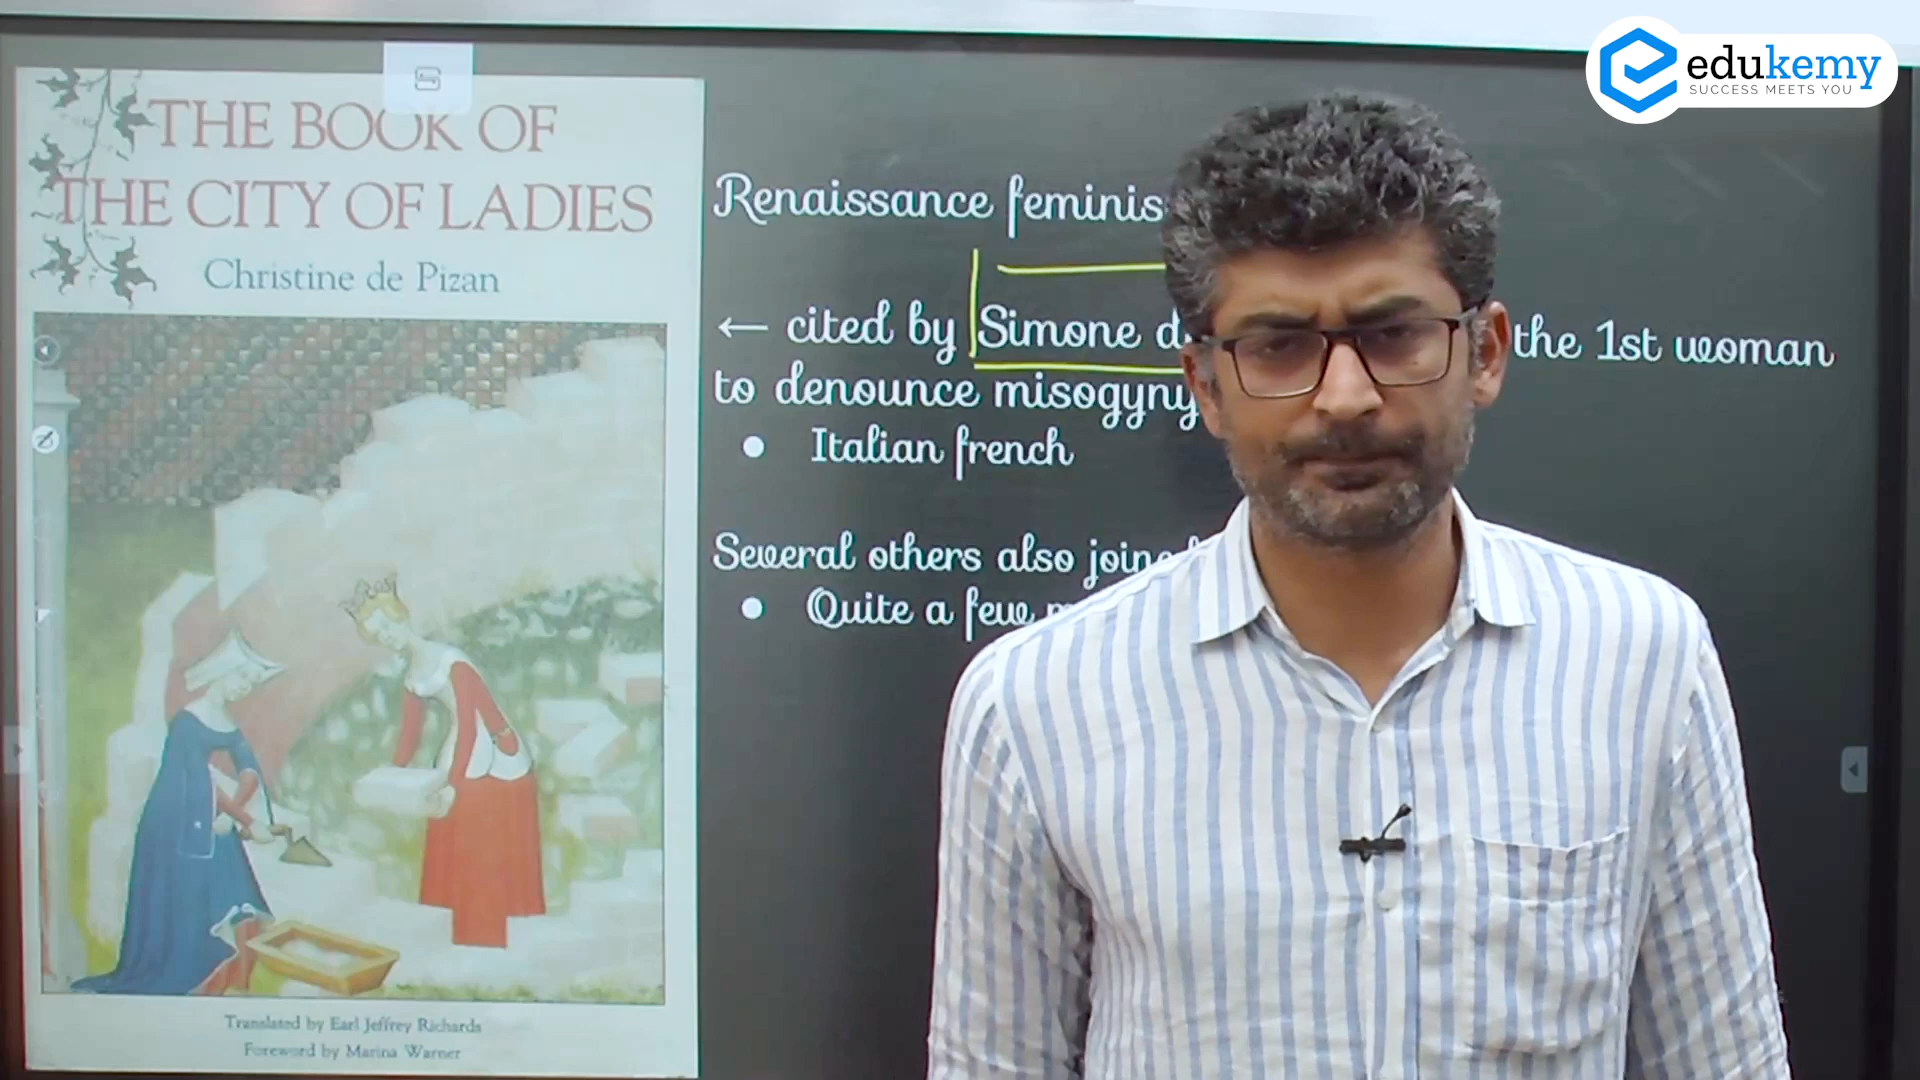 THE BOOK OF
THE CITY OF LADIES
Christine de Pizan
Translated by Earl Jeffrey Richards
Foreword by Marina Warner
Renaissance feminis
← cited by Simone d the 1st woman
to denounce misogyny
• Italian french
Several others also joine
• Quite a few
edukemy
SUCCESS MEETS YOU